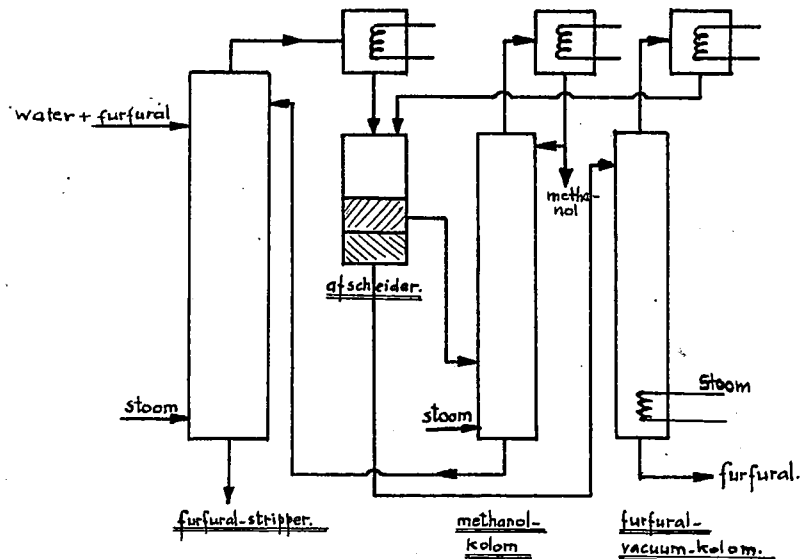 water + furfural
metha-
nol
afscheider.
stoom
stoom
stoom
furfural.
furfural-stripper.
methanol-
kolom
furfural-
vacuum-kolom.